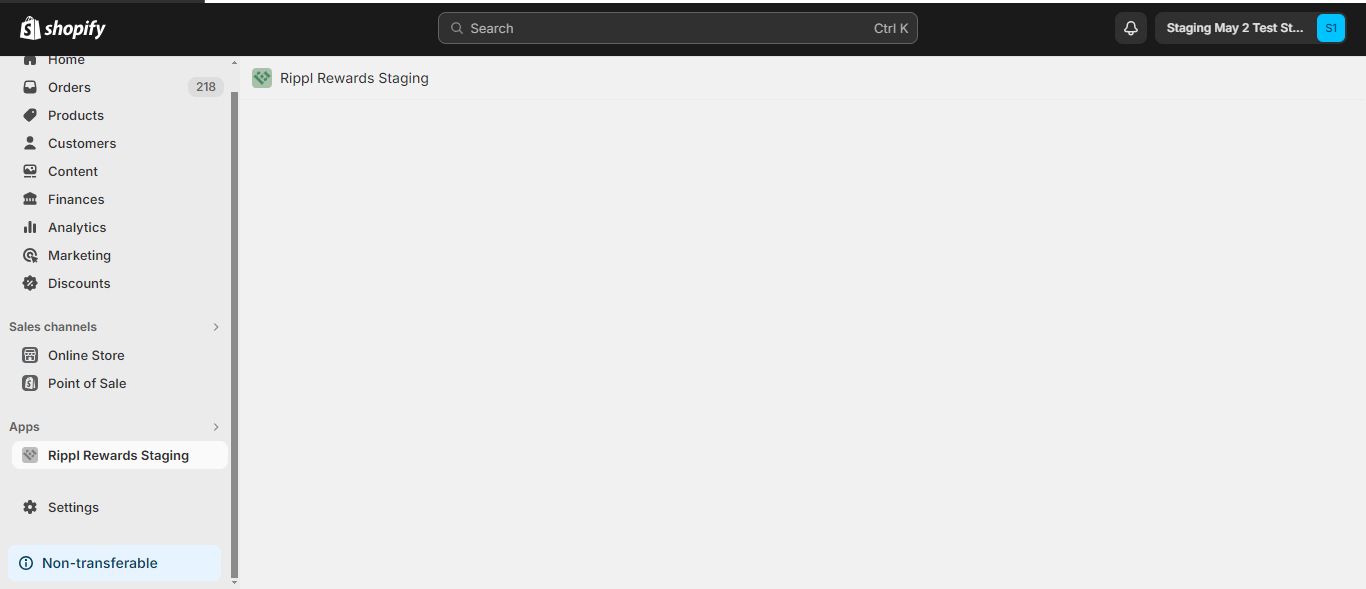 shopify
Search Ctrl K
Staging May 2 Test St... S1
Home
Orders 218
Products
Customers
Content
Finances
Analytics
Marketing
Discounts
Sales channels
Online Store
Point of Sale
Apps
Rippl Rewards Staging
Settings
Non-transferable
Rippl Rewards Staging